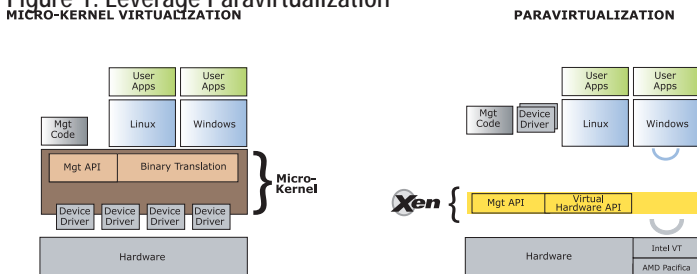 Figure 1. Leverage Paravirtualization
MICRO-KERNEL VIRTUALIZATION
User Apps
User Apps
Mgt Code
Linux
Windows
Mgt API
Binary Translation
Micro-Kernel
Device Driver
Device Driver
Device Driver
Device Driver
Hardware
PARAVIRTUALIZATION
User Apps
User Apps
Mgt Code
Device Driver
Linux
Windows
Xen
Mgt API
Virtual Hardware API
Hardware
Intel VT
AMD Pacifica